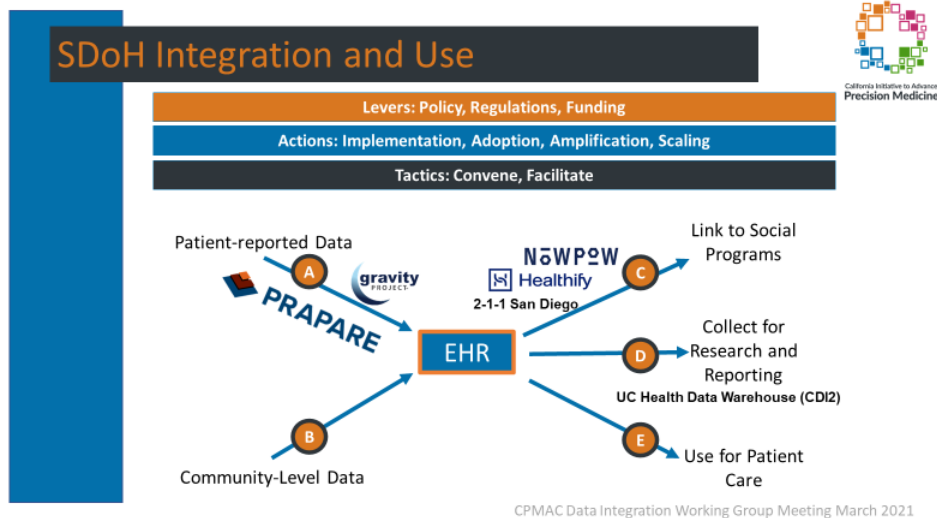 SDoH Integration and Use
California Initiative to Advance
Precision Medicine
Levers: Policy, Regulations, Funding
Actions: Implementation, Adoption, Amplification, Scaling
Tactics: Convene, Facilitate
Patient-reported Data
A
gravity
PROJECT
PRAPARE
NOWPOW
Healthify
2-1-1 San Diego
C
Link to Social
Programs
EHR
D
Collect for
Research and
Reporting
UC Health Data Warehouse (CDI2)
B
Community-Level Data
E
Use for Patient
Care
CPMAC Data Integration Working Group Meeting March 2021